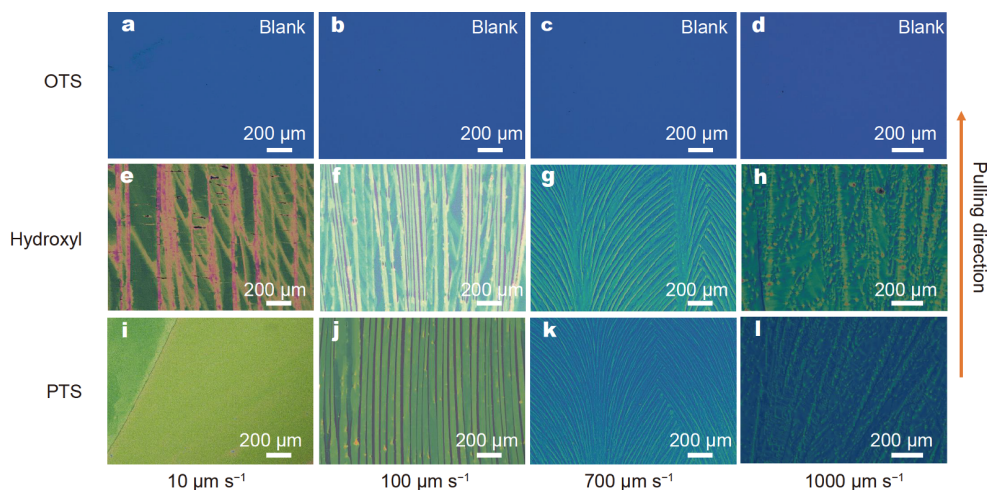 a Blank b Blank c Blank d Blank
OTS
200 μm 200 μm 200 μm 200 μm
e f g h
Hydroxyl
200 μm 200 μm 200 μm 200 μm
i j k l
PTS
200 μm 200 μm 200 μm 200 μm
10 μm s⁻¹ 100 μm s⁻¹ 700 μm s⁻¹ 1000 μm s⁻¹
Pulling direction